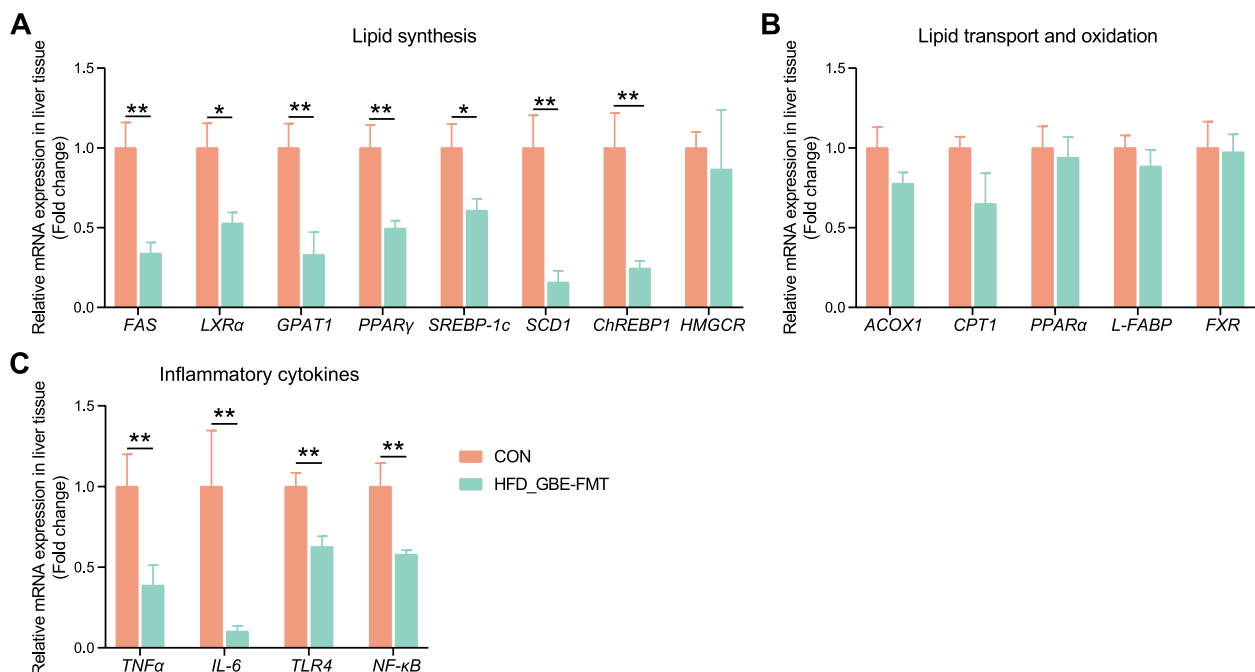 A
Lipid synthesis
Relative mRNA expression in liver tissue
(Fold change)
1.5
1.0
0.5
0.0
** * ** ** * ** **
FAS LXRα GPAT1 PPARγ SREBP-1c SCD1 ChREBP1 HMGCR
B
Lipid transport and oxidation
Relative mRNA expression in liver tissue
(Fold change)
1.5
1.0
0.5
0.0
ACOX1 CPT1 PPARα L-FABP FXR
C
Inflammatory cytokines
Relative mRNA expression in liver tissue
(Fold change)
1.5
1.0
0.5
0.0
** ** ** **
TNFα IL-6 TLR4 NF-κB
CON
HFD_GBE-FMT